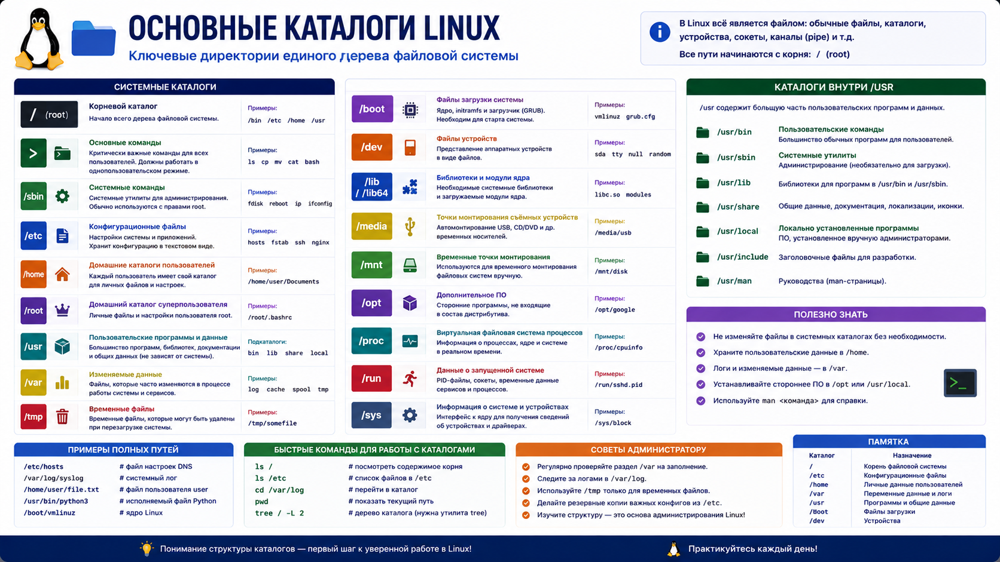 ОСНОВНЫЕ КАТАЛОГИ LINUX
Ключевые директории единого дерева файловой системы
В Linux всё является файлом: обычные файлы, каталоги,
устройства, сокеты, каналы (pipe) и т.д.
Все пути начинаются с корня: / (root)
СИСТЕМНЫЕ КАТАЛОГИ
/ (root)
Корневой каталог
Начало всего дерева файловой системы.
Примеры:
/bin /etc /home /usr
>
Основные команды
Критически важные команды для всех
пользователей. Должны работать в
однопользовательском режиме.
Примеры:
ls cp mv cat bash
/sbin
Системные команды
Системные утилиты для администрирования.
Обычно используются с правами root.
Примеры:
fdisk reboot ip ifconfig
/etc
Конфигурационные файлы
Настройки системы и приложений.
Хранит конфигурацию в текстовом виде.
Примеры:
hosts fstab ssh nginx
/home
Домашние каталоги пользователей
Каждый пользователь имеет свой каталог
для личных файлов и настроек.
Примеры:
/home/user/Documents
/root
Домашний каталог суперпользователя
Личные файлы и настройки пользователя root.
Примеры:
/root/.bashrc
/usr
Пользовательские программы и данные
Большинство программ, библиотек, документации
и общих данных (не зависят от системы).
Подкаталоги:
bin lib share local
/var
Изменяемые данные
Файлы, которые часто изменяются в процессе
работы системы и сервисов.
Примеры:
log cache spool tmp
/tmp
Временные файлы
Временные файлы, которые могут быть удалены
при перезагрузке системы.
Примеры:
/tmp/somefile
/boot
Файлы загрузки системы
Ядро, initramfs и загрузчик (GRUB).
Необходим для старта системы.
Примеры:
vmlinuz grub.cfg
/dev
Файлы устройств
Представление аппаратных устройств
в виде файлов.
Примеры:
sda tty null random
/lib
/ /lib64
Библиотеки и модули ядра
Необходимые системные библиотеки
и загружаемые модули ядра.
Примеры:
libc.so modules
/media
Точки монтирования съёмных устройств
Автомонтирование USB, CD/DVD и др.
временных носителей.
Примеры:
/media/usb
/mnt
Временные точки монтирования
Используются для временного монтирования
файловых систем вручную.
Примеры:
/mnt/disk
/opt
Дополнительное ПО
Сторонние программы, не входящие
в состав дистрибутива.
Примеры:
/opt/google
/proc
Виртуальная файловая система процессов
Информация о процессах, ядре и системе
в реальном времени.
Примеры:
/proc/cpuinfo
/run
Данные о запущенной системе
PID-файлы, сокеты, временные данные
сервисов и процессов.
Примеры:
/run/sshd.pid
/sys
Информация о системе и устройствах
Интерфейс к ядру для получения сведений
об устройствах и драйверах.
Примеры:
/sys/block
КАТАЛОГИ ВНУТРИ /USR
/usr содержит большую часть пользовательских программ и данных.
/usr/bin
Пользовательские команды
Большинство обычных программ для пользователей.
/usr/sbin
Системные утилиты
Администрирование (необязательно для загрузки).
/usr/lib
Библиотеки для программ в /usr/bin и /usr/sbin.
/usr/share
Общие данные, документация, локализации, иконки.
/usr/local
Локально установленные программы
ПО, установленное вручную администраторами.
/usr/include
Заголовочные файлы для разработки.
/usr/man
Руководства (man-страницы).
ПОЛЕЗНО ЗНАТЬ
Не изменяйте файлы в системных каталогах без необходимости.
Храните пользовательские данные в /home.
Логи и изменяемые данные — в /var.
Устанавливайте стороннее ПО в /opt или /usr/local.
Используйте man <команда> для справки.
>_
ПРИМЕРЫ ПОЛНЫХ ПУТЕЙ
/etc/hosts # файл настроек DNS
/var/log/syslog # системный лог
/home/user/file.txt # файл пользователя user
/usr/bin/python3 # исполняемый файл Python
/boot/vmlinuz # ядро Linux
БЫСТРЫЕ КОМАНДЫ ДЛЯ РАБОТЫ С КАТАЛОГАМИ
ls / # посмотреть содержимое корня
ls /etc # список файлов в /etc
cd /var/log # перейти в каталог
pwd # показать текущий путь
tree / -L 2 # дерево каталога (нужна утилита tree)
СОВЕТЫ АДМИНИСТРАТОРУ
Регулярно проверяйте раздел /var на заполнение.
Следите за логами в /var/log.
Используйте /tmp только для временных файлов.
Делайте резервные копии важных конфигов из /etc.
Изучите структуру — это основа администрирования Linux!
ПАМЯТКА
Каталог Назначение
/ Корень файловой системы
/etc Конфигурационные файлы
/home Личные данные пользователей
/var Переменные данные и логи
/usr Программы и общие данные
/Boot Файлы загрузки
/dev Устройства
Понимание структуры каталогов — первый шаг к уверенной работе в Linux!
Практикуйтесь каждый день!